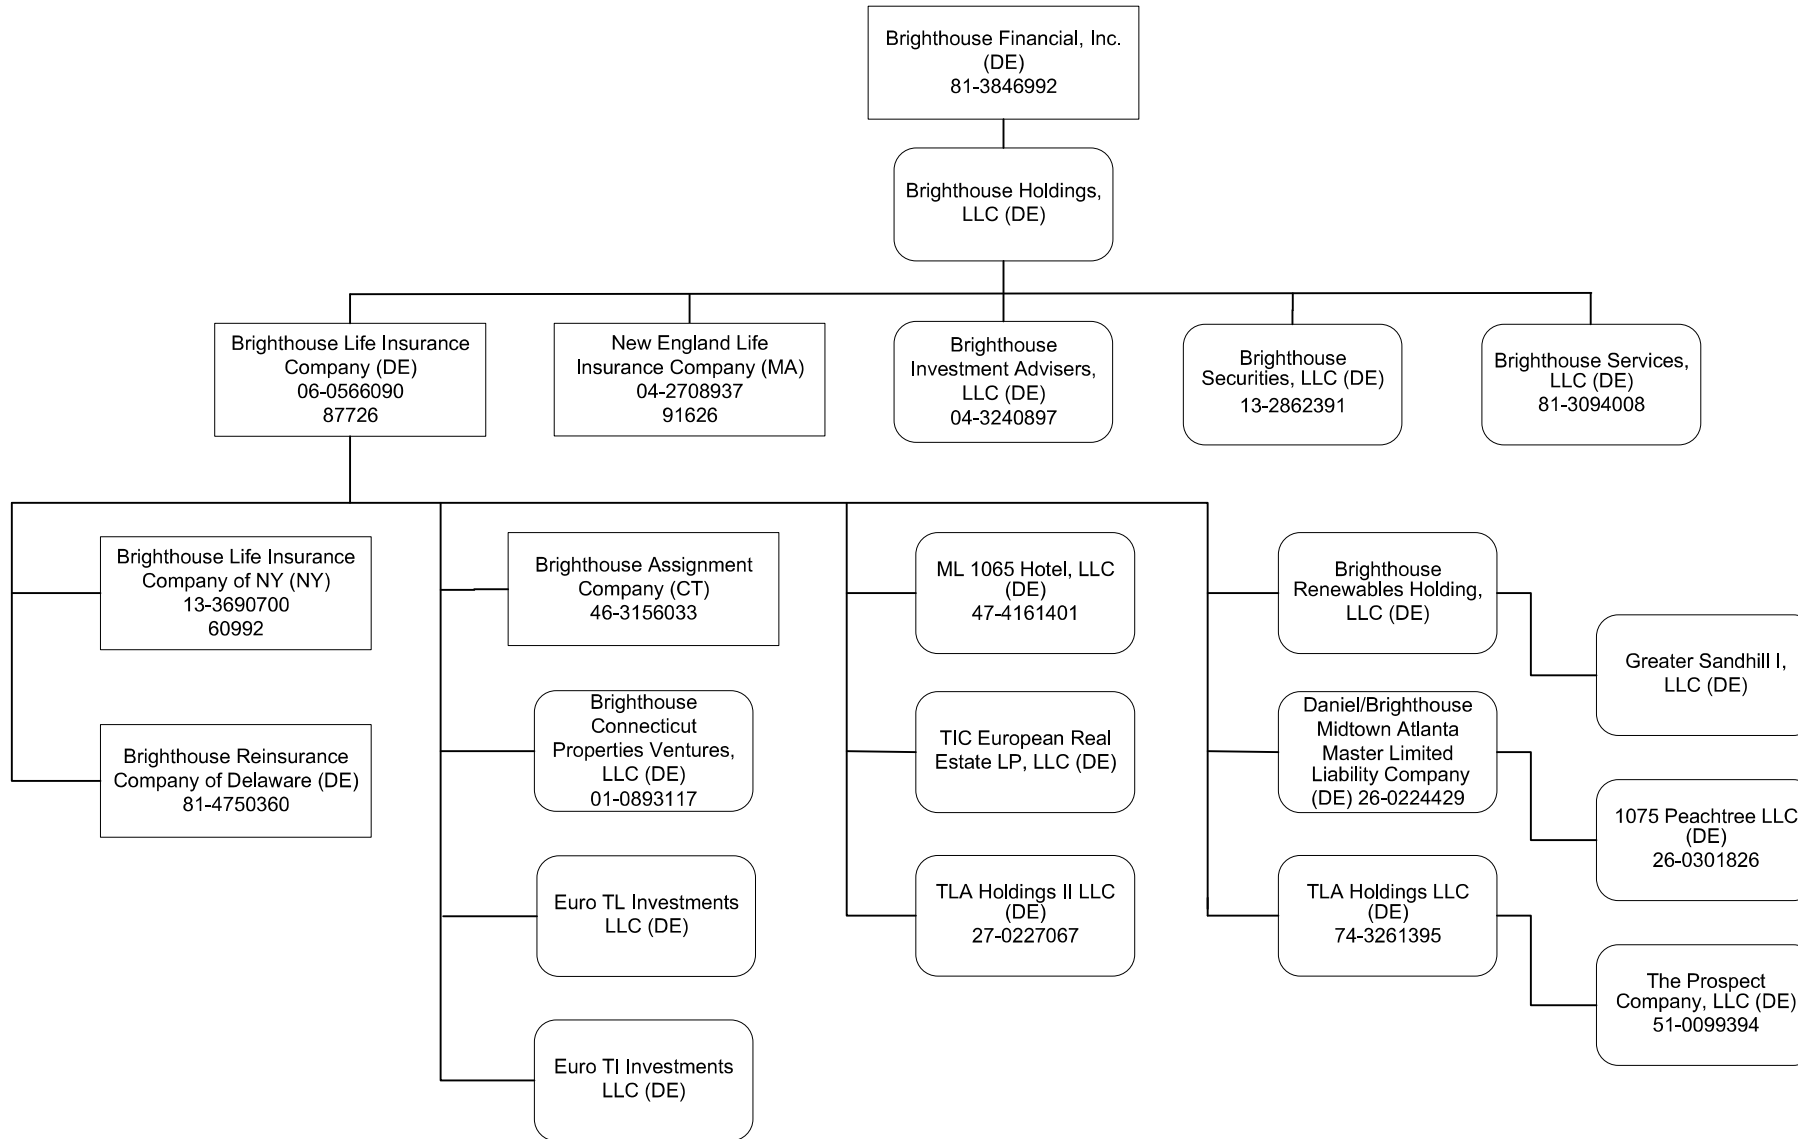 Brighthouse Financial, Inc.
(DE)
81-3846992
Brighthouse Holdings,
LLC (DE)
Brighthouse Life Insurance
Company (DE)
06-0566090
87726
New England Life
Insurance Company (MA)
04-2708937
91626
Brighthouse
Investment Advisers,
LLC (DE)
04-3240897
Brighthouse
Securities, LLC (DE)
13-2862391
Brighthouse Services,
LLC (DE)
81-3094008
Brighthouse Life Insurance
Company of NY (NY)
13-3690700
60992
Brighthouse Reinsurance
Company of Delaware (DE)
81-4750360
Brighthouse Assignment
Company (CT)
46-3156033
Brighthouse
Connecticut
Properties Ventures,
LLC (DE)
01-0893117
Euro TL Investments
LLC (DE)
Euro TI Investments
LLC (DE)
ML 1065 Hotel, LLC
(DE)
47-4161401
TIC European Real
Estate LP, LLC (DE)
TLA Holdings II LLC
(DE)
27-0227067
Brighthouse
Renewables Holding,
LLC (DE)
Daniel/Brighthouse
Midtown Atlanta
Master Limited
Liability Company
(DE) 26-0224429
TLA Holdings LLC
(DE)
74-3261395
Greater Sandhill I,
LLC (DE)
1075 Peachtree LLC
(DE)
26-0301826
The Prospect
Company, LLC (DE)
51-0099394